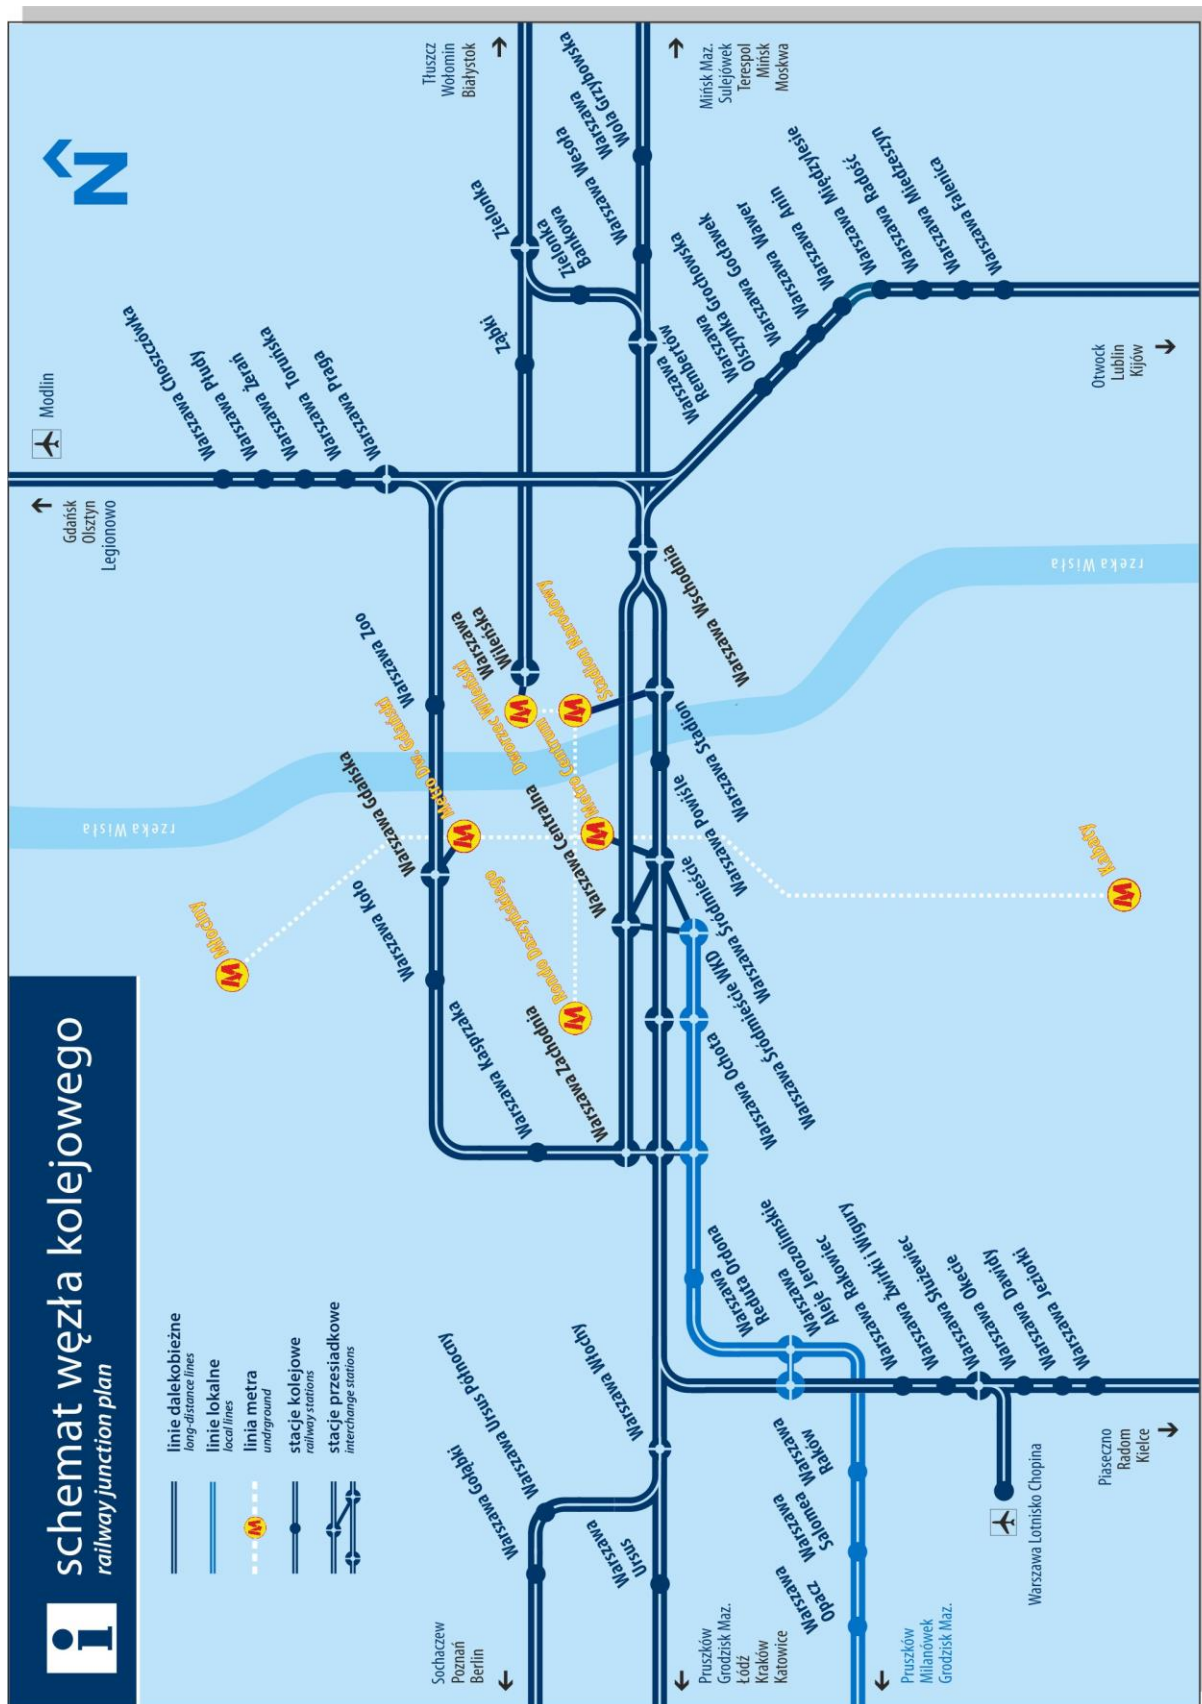 i
schemat węzła kolejowego
railway junction plan
linie dalekobieżne
long-distance lines
linie lokalne
local lines
linia metra
undrground
stacje kolejowe
railway stations
stacje przesiadkowe
interchange stations
N
Modlin
Gdańsk
Olsztyn
Legionowo
Warszawa Choszczówka
Warszawa Płudy
Warszawa Żerań
Warszawa Toruńska
Warszawa Praga
Tłuszcz
Wołomin
Białystok
Zielonka
Zielonka
Bankowa
Ząbki
Mińsk Maz.
Sulejówek
Terespol
Mińsk
Moskwa
Warszawa
Wola Grzybowska
Warszawa Wesoła
Warszawa
Rembertów
Warszawa
Olszynka Grochowska
Warszawa Gocławek
Warszawa Wawer
Warszawa Anin
Warszawa Międzylesie
Warszawa Radość
Warszawa Miedzeszyn
Warszawa Falenica
Otwock
Lublin
Kijów
rzeka Wisła
rzeka Wisła
Warszawa Zoo
Warszawa
Wileńska
Dworzec Wileński
Stadion Narodowy
Metro Dw. Gdański
Warszawa Gdańska
Metro Centrum
Warszawa Centralna
Warszawa Koło
Młociny
Rondo Daszyńskiego
Warszawa Kasprzaka
Warszawa Zachodnia
Warszawa Wschodnia
Warszawa Stadion
Warszawa Powiśle
Warszawa Śródmieście
Warszawa Śródmieście WKD
Warszawa Ochota
Kabaty
Warszawa
Reduta Ordona
Warszawa
Aleje Jerozolimskie
Warszawa Rakowiec
Warszawa Żwirki i Wigury
Warszawa Służewiec
Warszawa Okęcie
Warszawa Dawidy
Warszawa Jeziorki
Warszawa Włochy
Warszawa Ursus Północny
Warszawa Gołąbki
Warszawa
Ursus
Warszawa
Raków
Warszawa
Salomea
Warszawa
Opacz
Warszawa Lotnisko Chopina
Piaseczno
Radom
Kielce
Sochaczew
Poznań
Berlin
Pruszków
Grodzisk Maz.
Łódź
Kraków
Katowice
Pruszków
Milanówek
Grodzisk Maz.